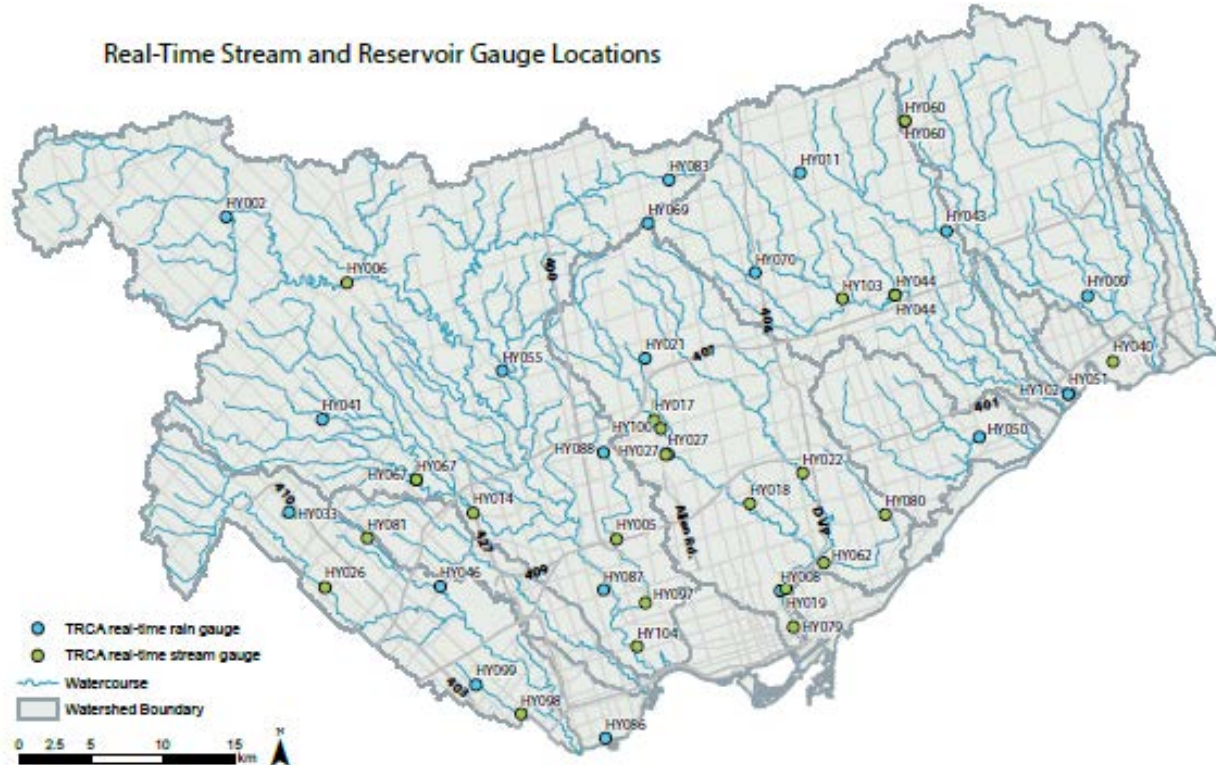 Real-Time Stream and Reservoir Gauge Locations
HY060
HY060
HY083
HY011
HY002
HY069
HY043
400
HY070
HY006
HY103
HY044
HY044
HY009
404
HY021
407
HY040
HY055
HY102
HY051
401
HY041
HY017
HY100
HY050
HY088
HY027
HY027
HY067
HY067
HY022
410
HY033
HY014
HY018
HY080
Allen Rd.
DVP
HY081
427
HY005
HY062
409
HY026
HY046
HY087
HY097
HY008
HY019
HY079
HY104
TRCA real-time rain gauge
TRCA real-time stream gauge
Watercourse
Watershed Boundary
HY099
403
HY098
HY086
N
0 2.5 5 10 15
km